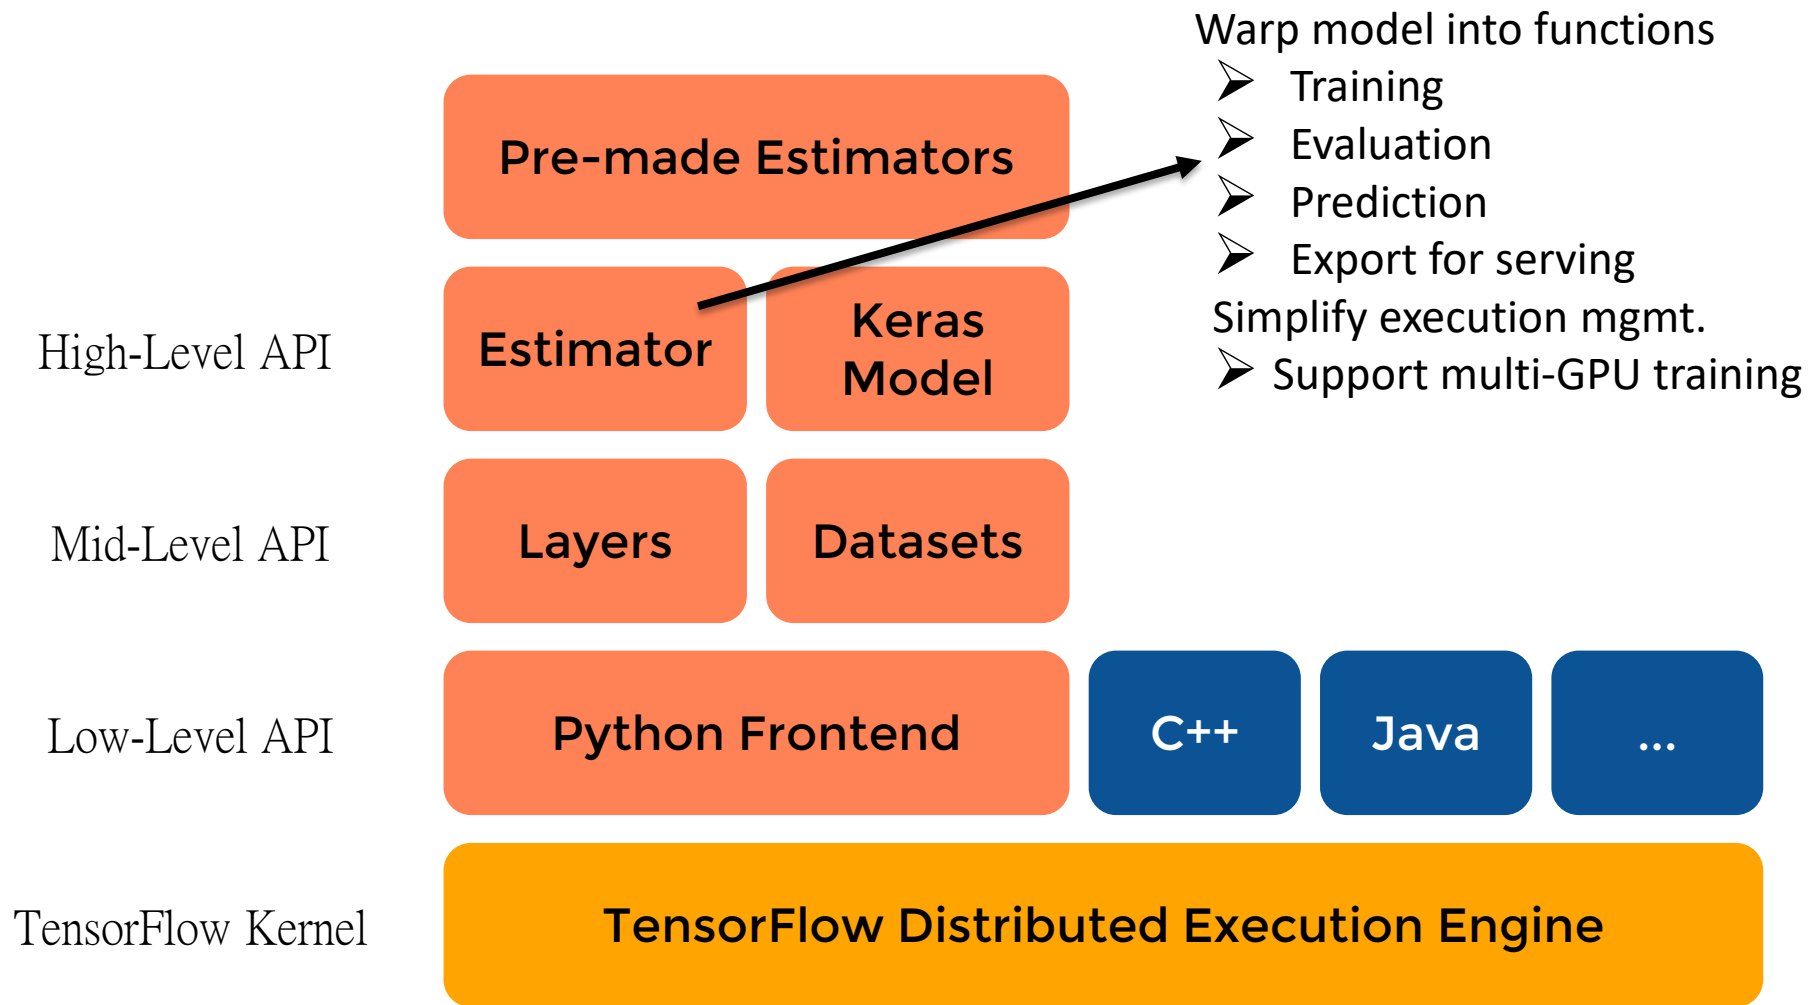 Warp model into functions
➢ Training
➢ Evaluation
➢ Prediction
➢ Export for serving
Simplify execution mgmt.
➢ Support multi-GPU training
Pre-made Estimators
High-Level API
Estimator
Keras
Model
Mid-Level API
Layers
Datasets
Low-Level API
Python Frontend
C++
Java
...
TensorFlow Kernel
TensorFlow Distributed Execution Engine